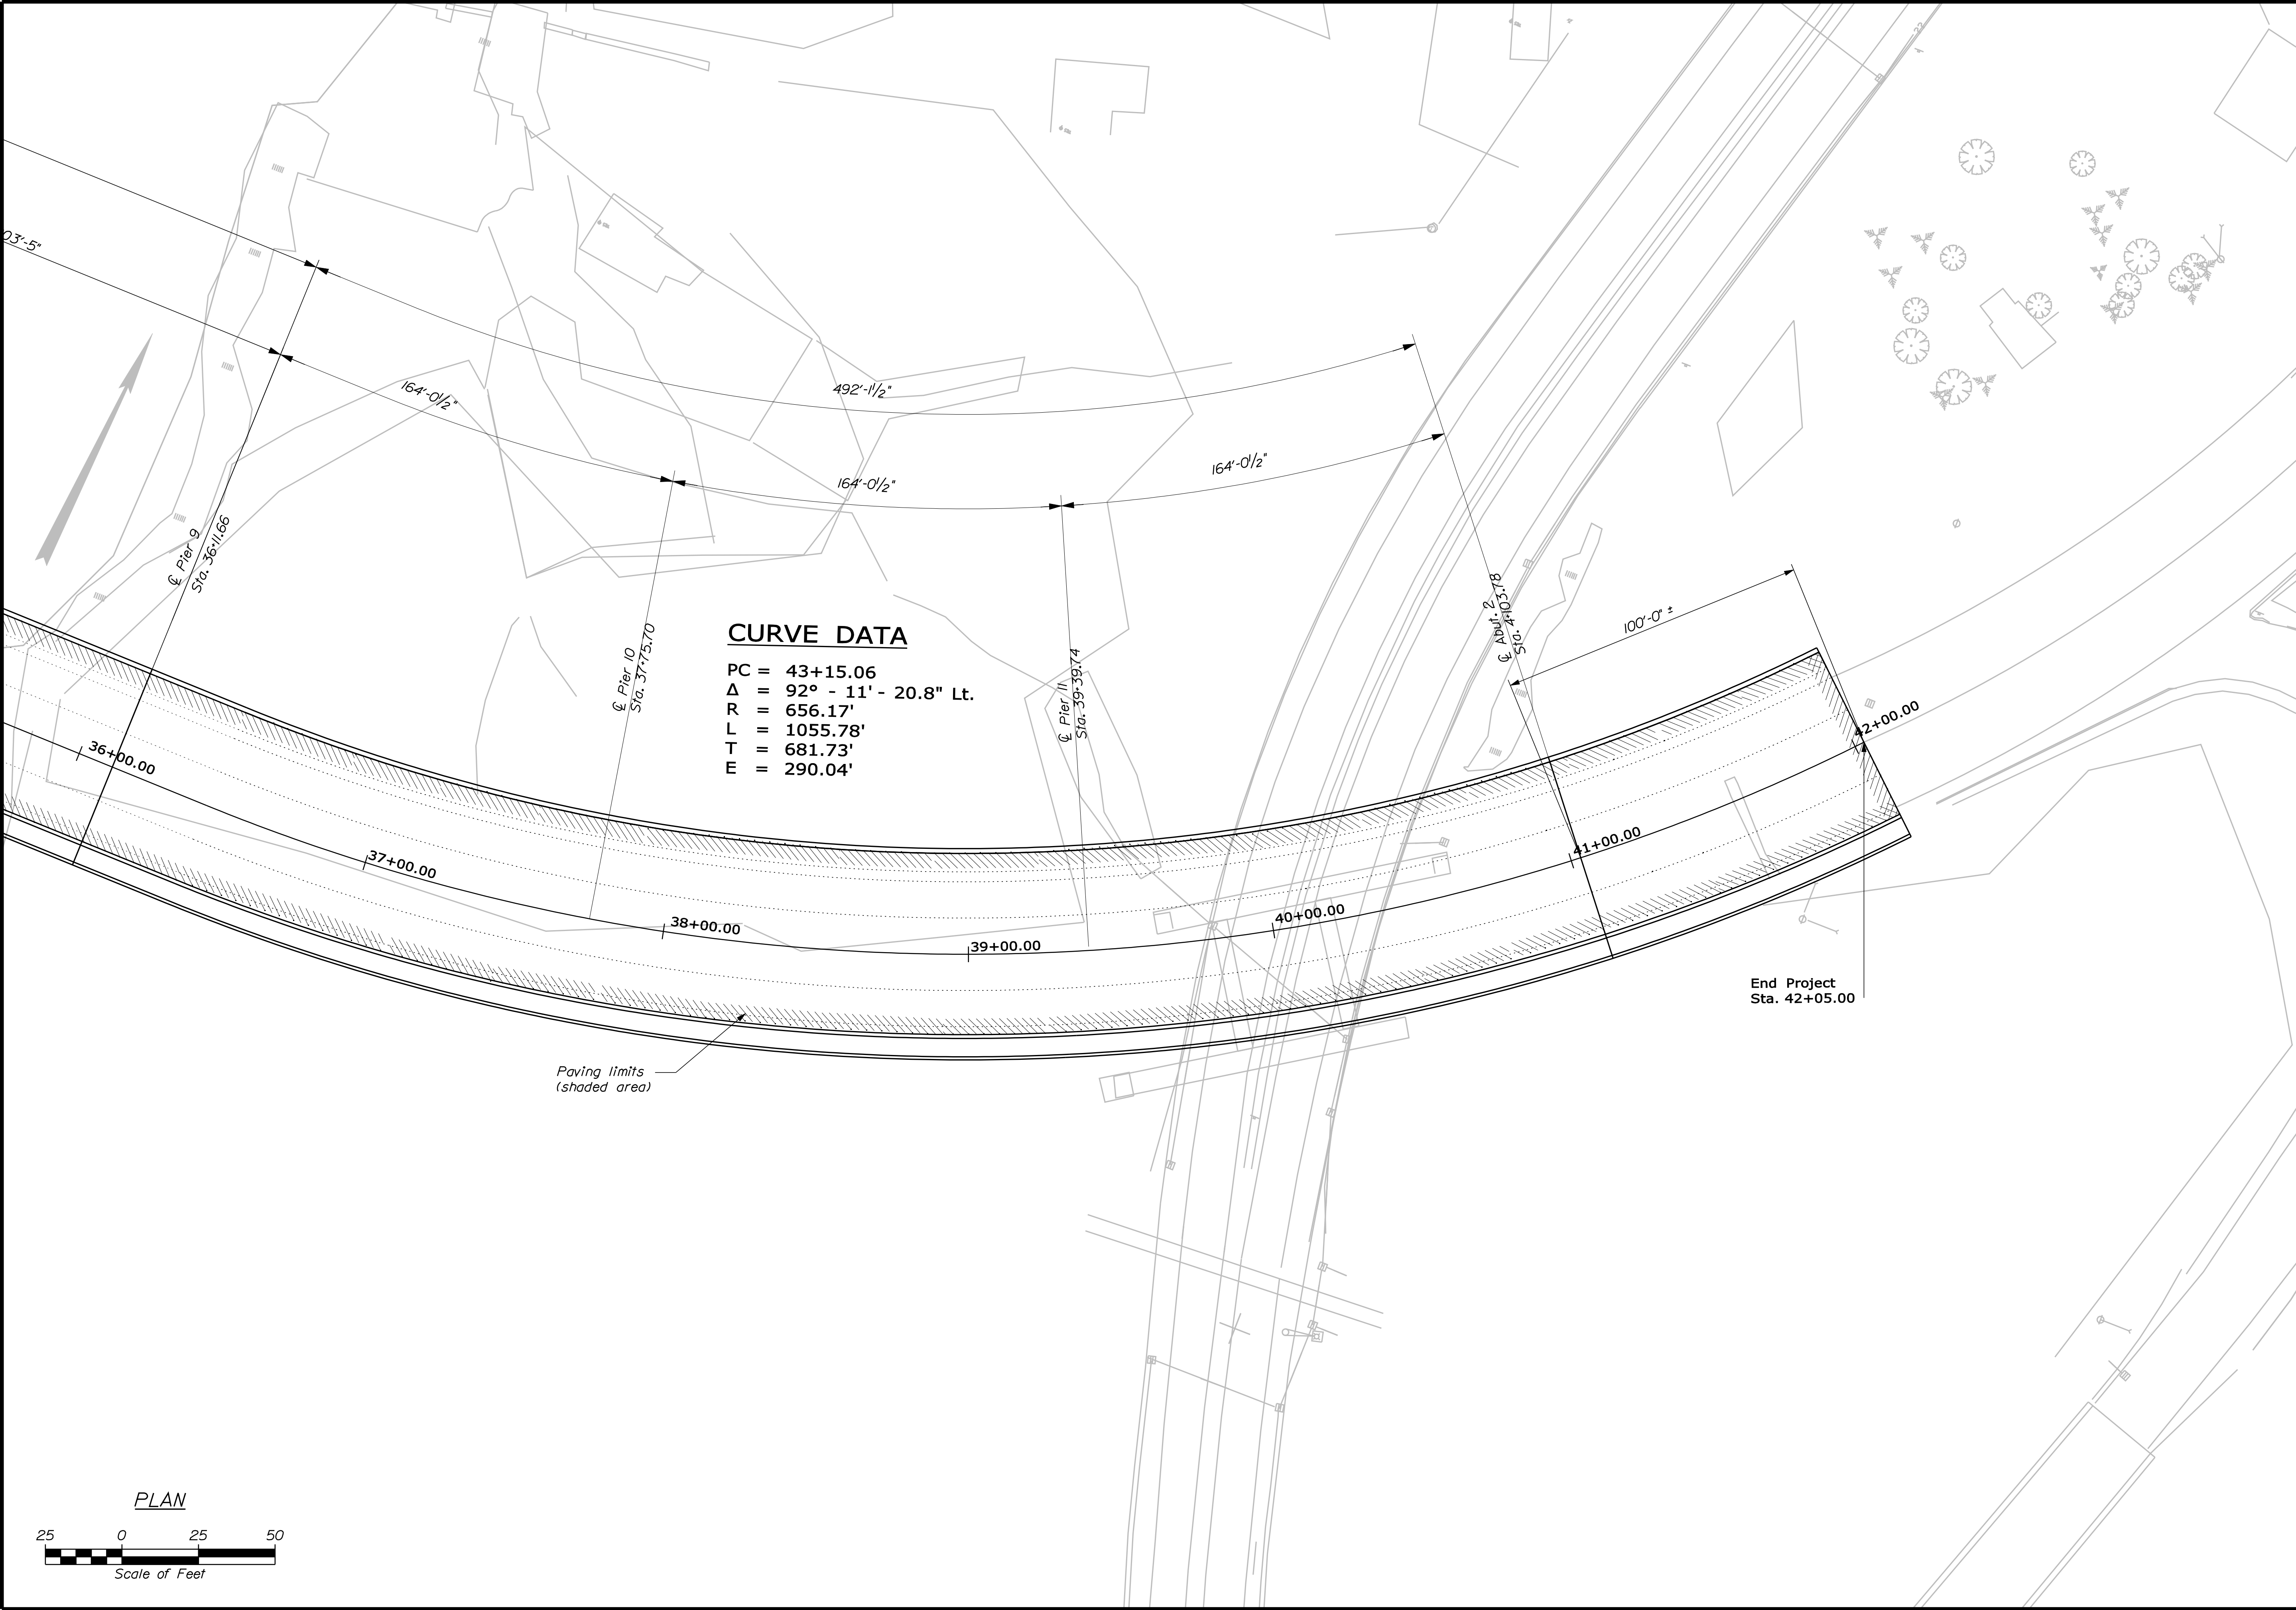 22
03'-5"
164'-0½"
492'-1½"
164'-0½"
164'-0½"
℄ Pier 9
Sta. 36+11.66
℄ Pier 10
Sta. 37+75.70
℄ Pier 11
Sta. 39+39.74
℄ Abut. 2
Sta. 4+103.78
100'-0" ±
CURVE DATA
PC = 43+15.06
Δ = 92° - 11' - 20.8" Lt.
R = 656.17'
L = 1055.78'
T = 681.73'
E = 290.04'
36+00.00
37+00.00
38+00.00
39+00.00
40+00.00
41+00.00
42+00.00
End Project
Sta. 42+05.00
Paving limits
(shaded area)
PLAN
25 0 25 50
Scale of Feet